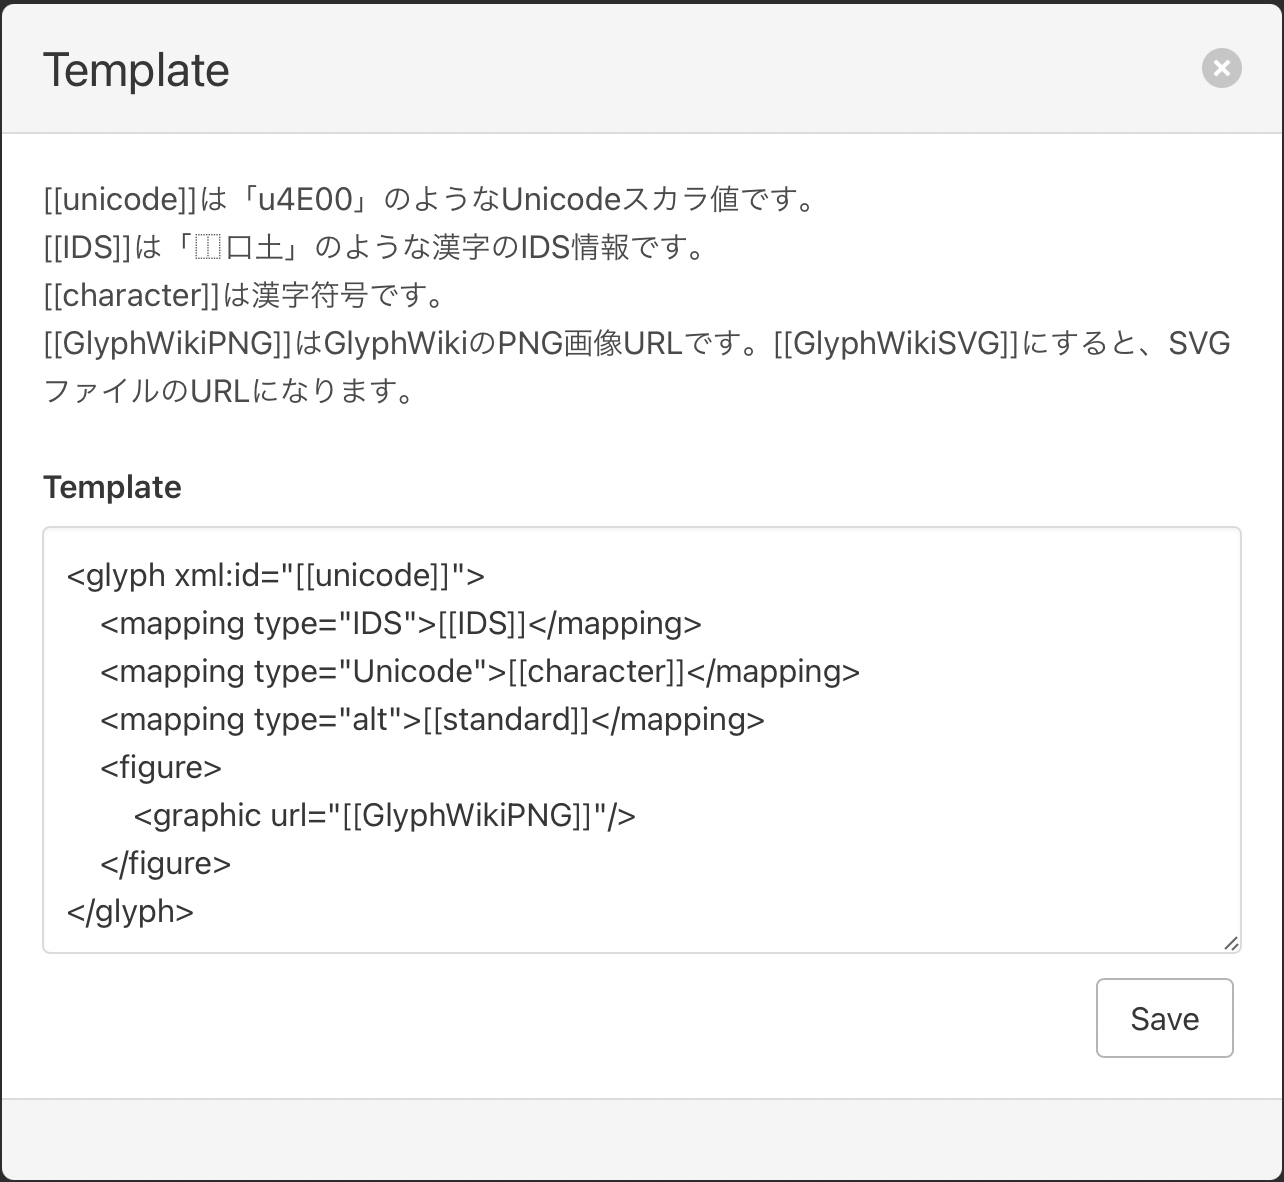 Template
[[unicode]]は「u4E00」のようなUnicodeスカラ値です。
[[IDS]]は「⿰口土」のような漢字のIDS情報です。
[[character]]は漢字符号です。
[[GlyphWikiPNG]]はGlyphWikiのPNG画像URLです。[[GlyphWikiSVG]]にすると、SVG
ファイルのURLになります。
Template
<glyph xml:id="[[unicode]]">
    <mapping type="IDS">[[IDS]]</mapping>
    <mapping type="Unicode">[[character]]</mapping>
    <mapping type="alt">[[standard]]</mapping>
    <figure>
        <graphic url="[[GlyphWikiPNG]]"/>
    </figure>
</glyph>
Save